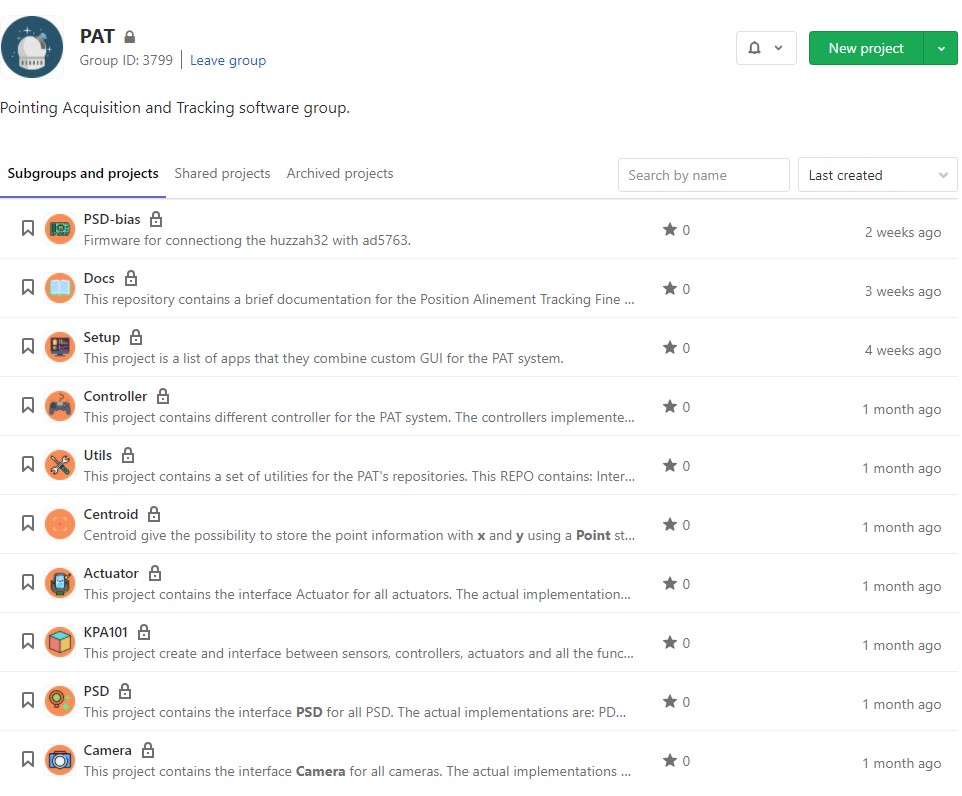 PAT
Group ID: 3799 Leave group
New project
Pointing Acquisition and Tracking software group.
Subgroups and projects Shared projects Archived projects Search by name Last created
PSD-bias
Firmware for connectiong the huzzah32 with ad5763.
0
2 weeks ago
Docs
This repository contains a brief documentation for the Position Alinement Tracking Fine ...
0
3 weeks ago
Setup
This project is a list of apps that they combine custom GUI for the PAT system.
0
4 weeks ago
Controller
This project contains different controller for the PAT system. The controllers implemente...
0
1 month ago
Utils
This project contains a set of utilities for the PAT's repositories. This REPO contains: Inter...
0
1 month ago
Centroid
Centroid give the possibility to store the point information with x and y using a Point st...
0
1 month ago
Actuator
This project contains the interface Actuator for all actuators. The actual implementation...
0
1 month ago
KPA101
This project create and interface between sensors, controllers, actuators and all the func...
0
1 month ago
PSD
This project contains the interface PSD for all PSD. The actual implementations are: PD...
0
1 month ago
Camera
This project contains the interface Camera for all cameras. The actual implementations ...
0
1 month ago